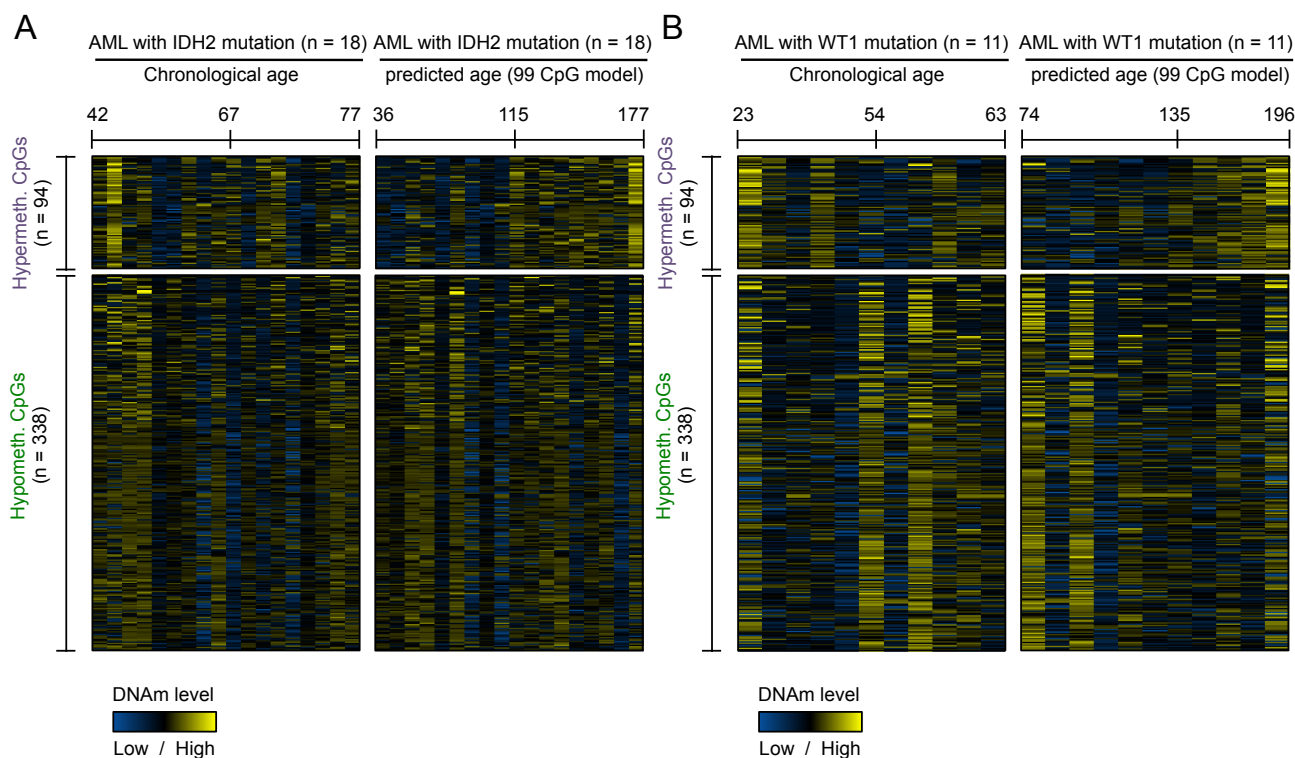 A
AML with IDH2 mutation (n = 18)
AML with IDH2 mutation (n = 18)
Chronological age
predicted age (99 CpG model)
42 67 77
36 115 177
Hypermeth. CpGs
(n = 94)
Hypometh. CpGs
(n = 338)
DNAm level
Low / High
B
AML with WT1 mutation (n = 11)
AML with WT1 mutation (n = 11)
Chronological age
predicted age (99 CpG model)
23 54 63
74 135 196
Hypermeth. CpGs
(n = 94)
Hypometh. CpGs
(n = 338)
DNAm level
Low / High